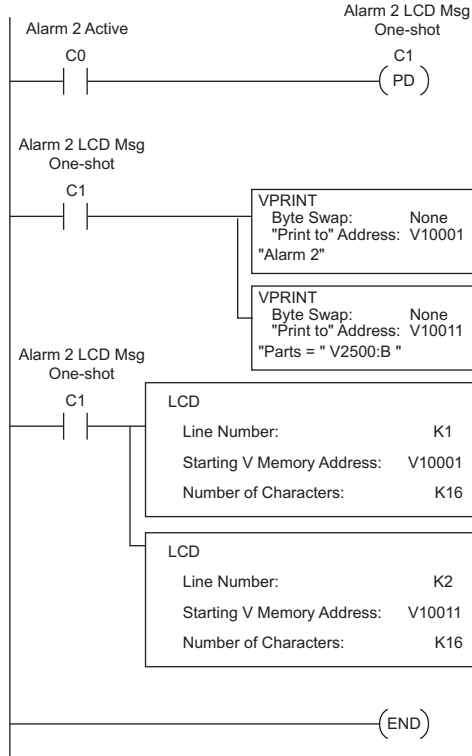 Alarm 2 Active
Alarm 2 LCD Msg
One-shot
C0
C1
PD
Alarm 2 LCD Msg
One-shot
C1
VPRINT
Byte Swap: None
"Print to" Address: V10001
"Alarm 2"
VPRINT
Byte Swap: None
"Print to" Address: V10011
"Parts = " V2500:B "
Alarm 2 LCD Msg
One-shot
C1
LCD
Line Number: K1
Starting V Memory Address: V10001
Number of Characters: K16
LCD
Line Number: K2
Starting V Memory Address: V10011
Number of Characters: K16
END